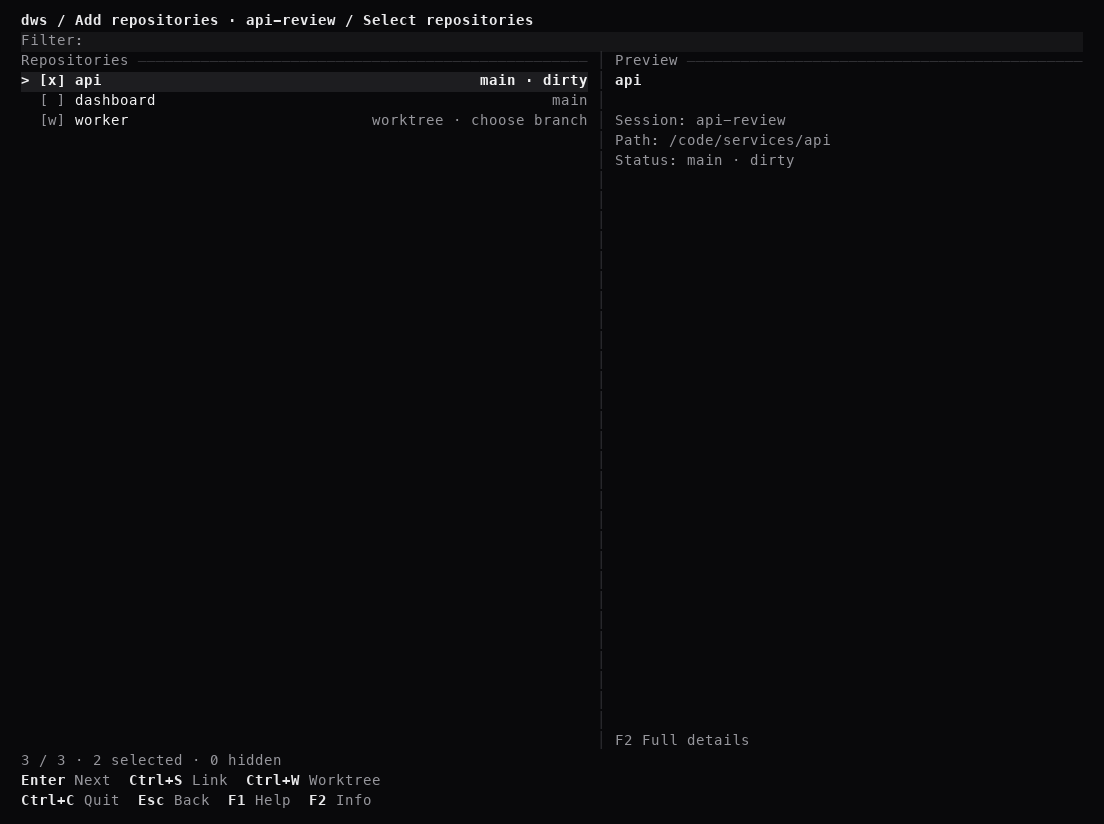 dws / Add repositories · api-review / Select repositories
Filter:
Repositories
> [x] api main · dirty
[ ] dashboard main
[w] worker worktree · choose branch
3 / 3 · 2 selected · 0 hidden
Preview
api
Session: api-review
Path: /code/services/api
Status: main · dirty
F2 Full details
Enter Next Ctrl+S Link Ctrl+W Worktree
Ctrl+C Quit Esc Back F1 Help F2 Info